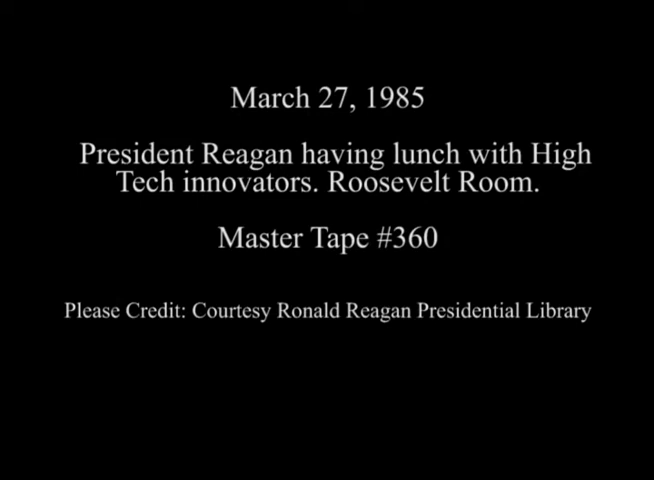 March 27, 1985
President Reagan having lunch with High
Tech innovators. Roosevelt Room.
Master Tape #360
Please Credit: Courtesy Ronald Reagan Presidential Library